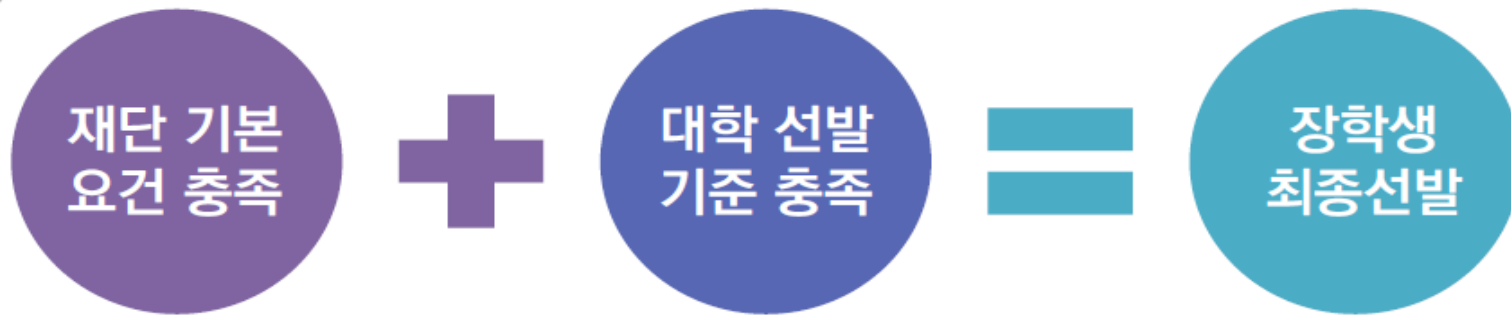 재단 기본
요건 충족
대학 선발
기준 충족
장학생
최종선발